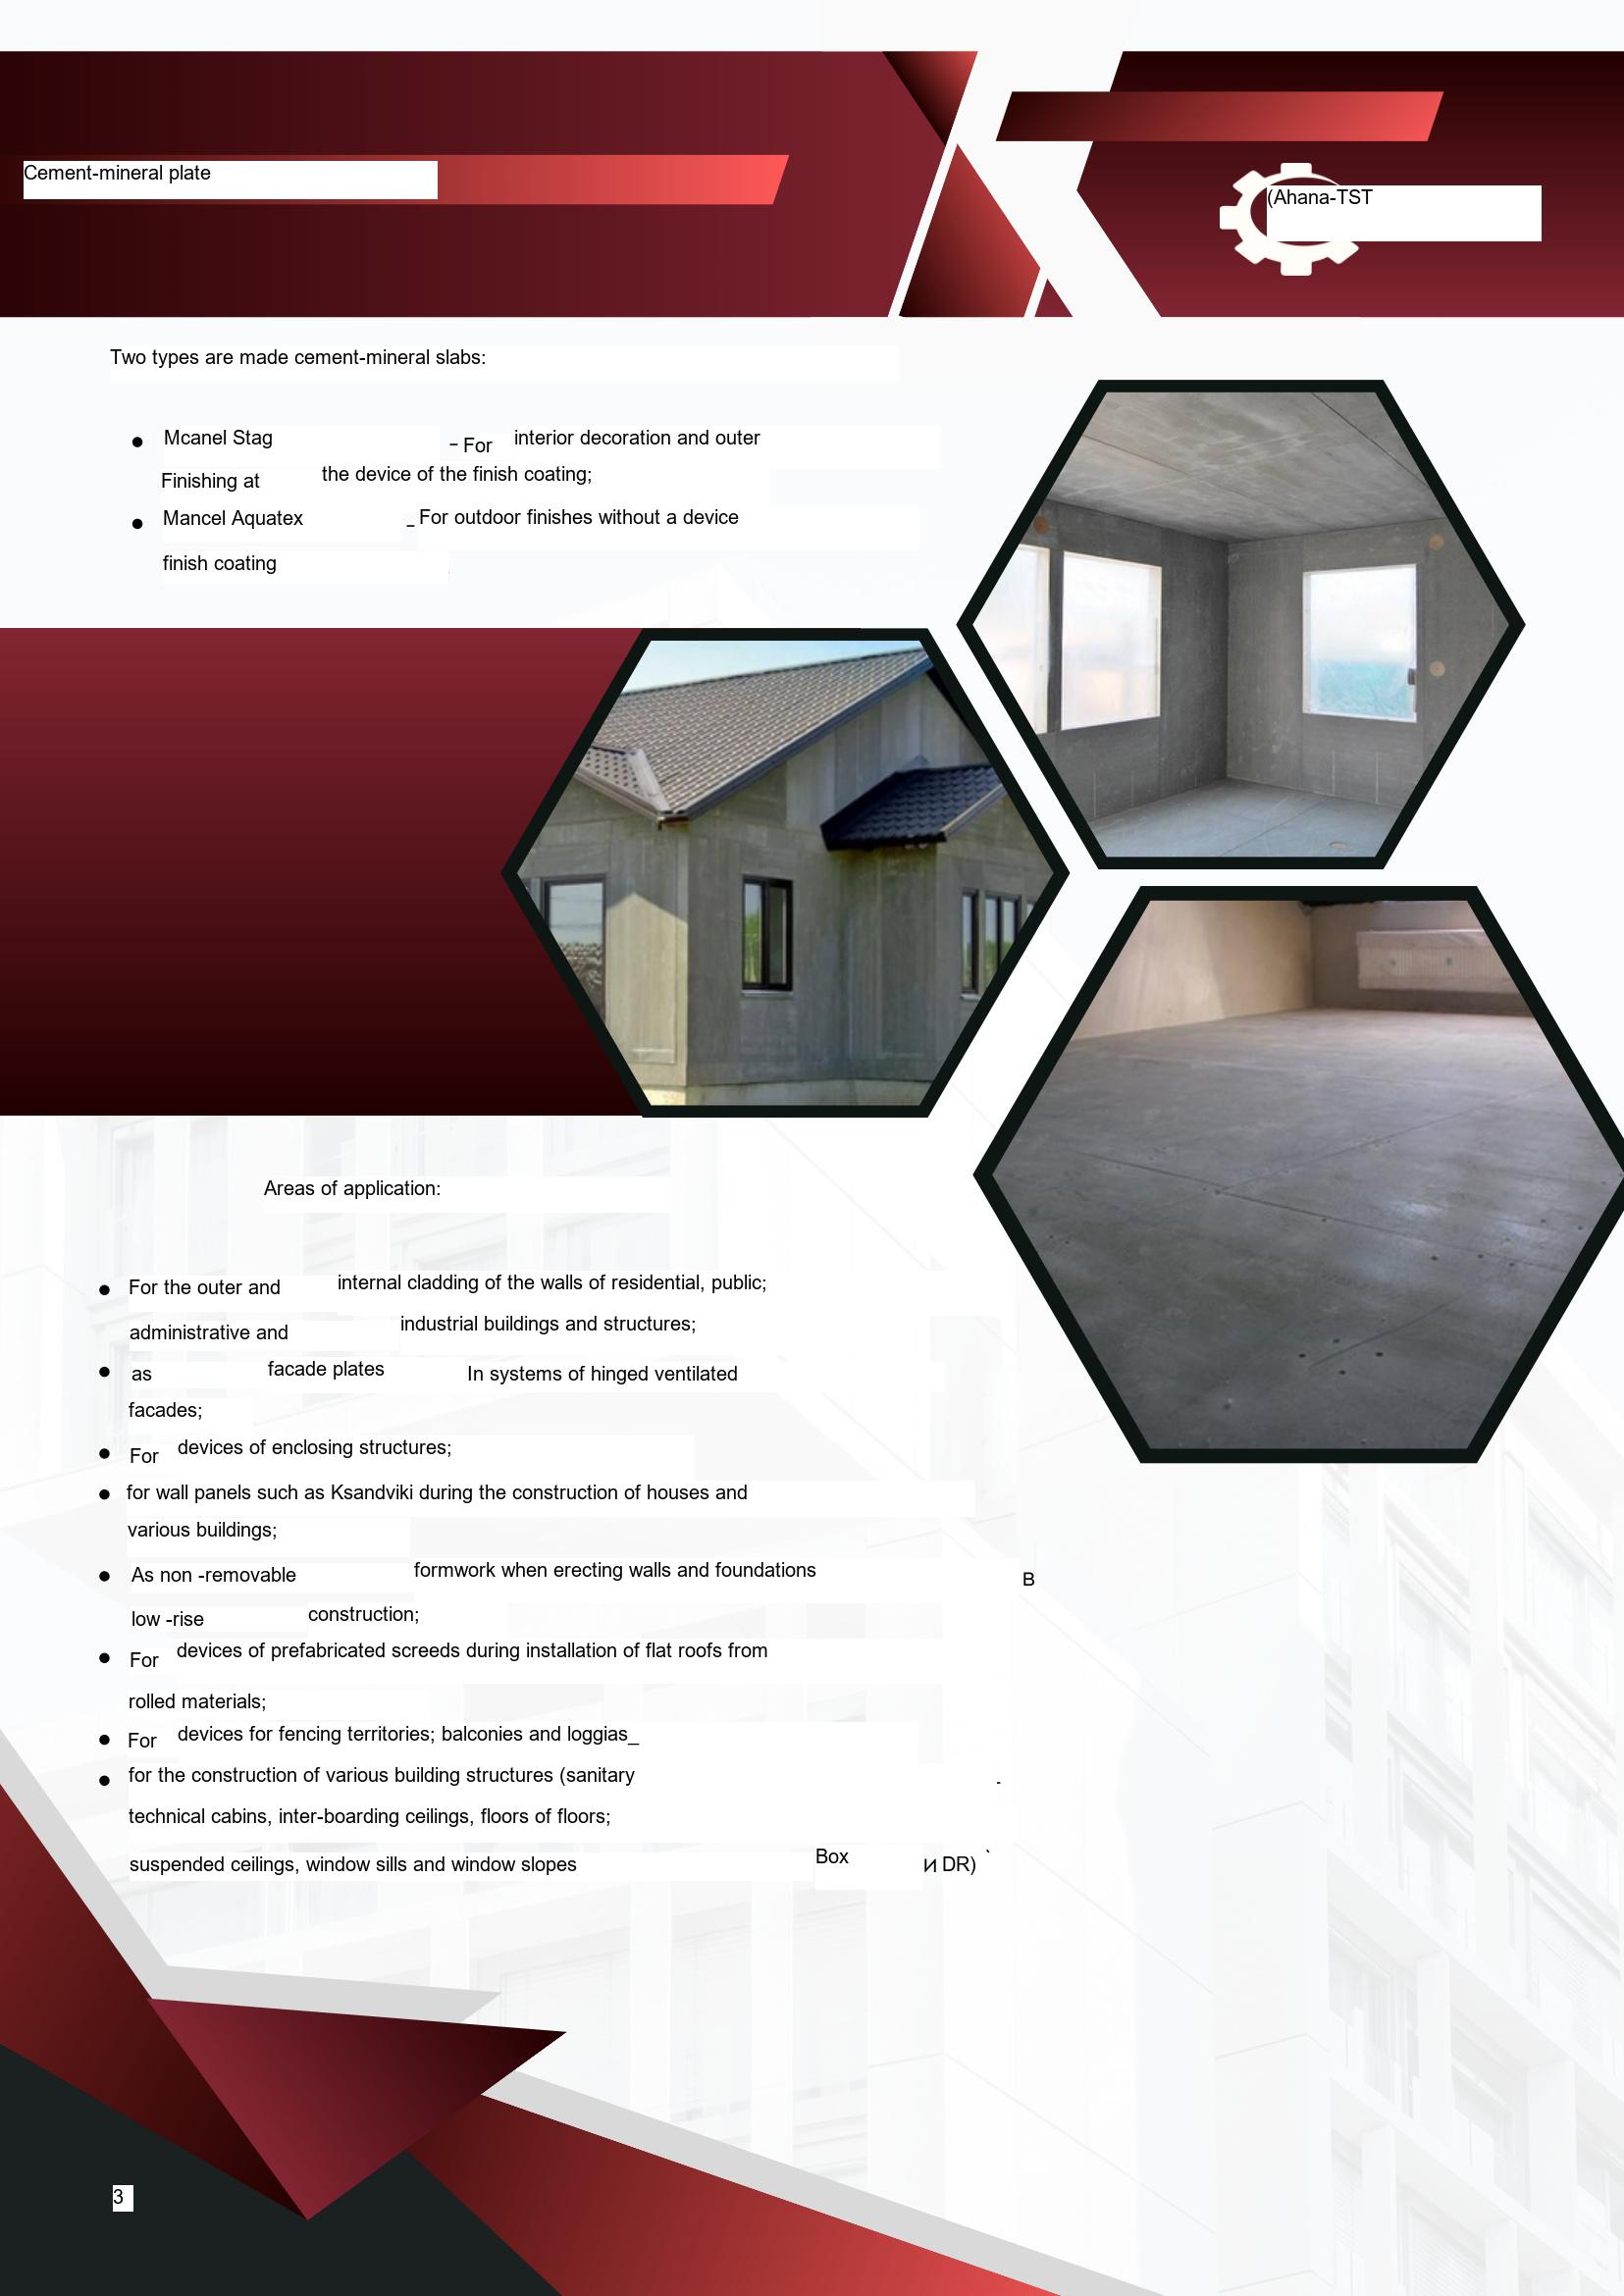 Cement-mineral plate
(Ahana-TST
Two types are made cement-mineral slabs:
● Mcanel Stag – For interior decoration and outer
Finishing at the device of the finish coating;
● Mancel Aquatex _ For outdoor finishes without a device
finish coating
Areas of application:
● For the outer and internal cladding of the walls of residential, public;
administrative and industrial buildings and structures;
● as facade plates In systems of hinged ventilated
facades;
● For devices of enclosing structures;
● for wall panels such as Ksandviki during the construction of houses and
various buildings;
● As non -removable formwork when erecting walls and foundations B
low -rise construction;
● For devices of prefabricated screeds during installation of flat roofs from
rolled materials;
● For devices for fencing territories; balconies and loggias_
● for the construction of various building structures (sanitary -
technical cabins, inter-boarding ceilings, floors of floors;
suspended ceilings, window sills and window slopes Box И DR) `
3